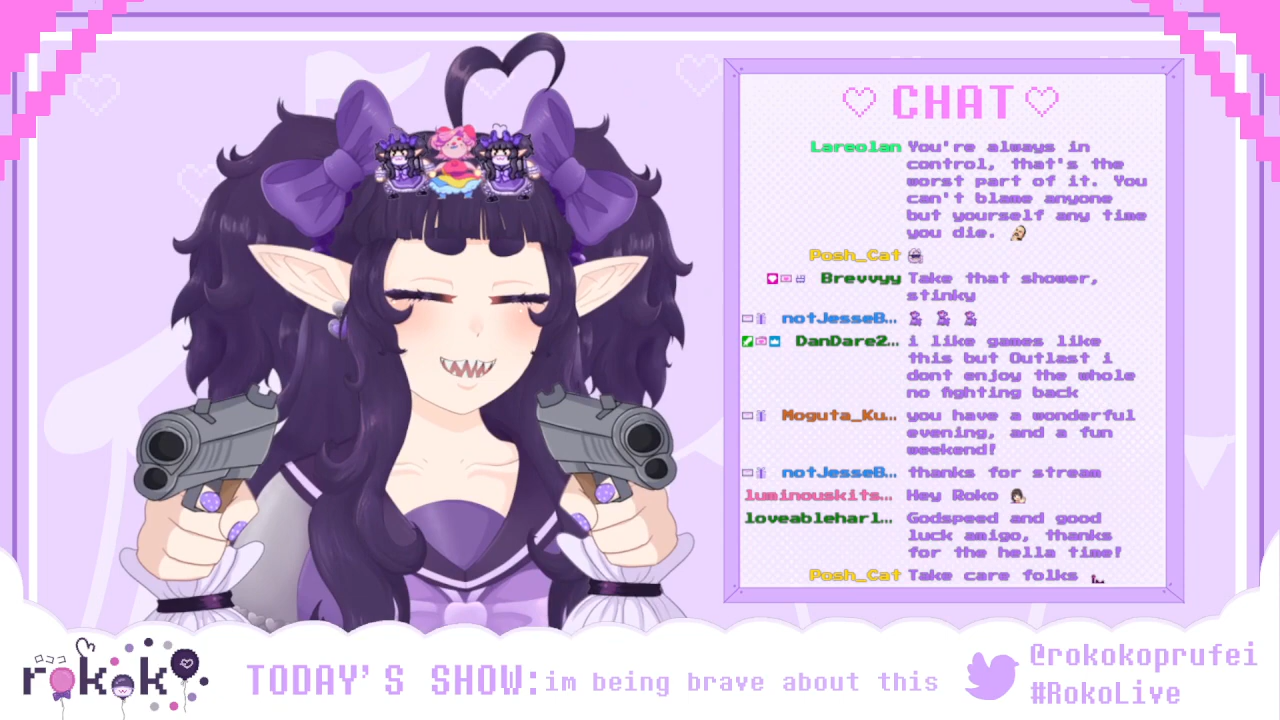 CHAT
Lareolan You're always in
control, that's the
worst part of it. You
can't blame anyone
but yourself any time
you die.
Posh_Cat
Brevvyy Take that shower,
stinky
notJesseB...
DanDare2... i like games like
this but Outlast i
dont enjoy the whole
no fighting back
Moguta_Ku... you have a wonderful
evening, and a fun
weekend!
notJesseB... thanks for stream
luminouskits... Hey Roko
loveableharl... Godspeed and good
luck amigo, thanks
for the hella time!
Posh_Cat Take care folks
ロココ
rokoko
TODAY'S SHOW: im being brave about this
@rokokoprufei
#RokoLive